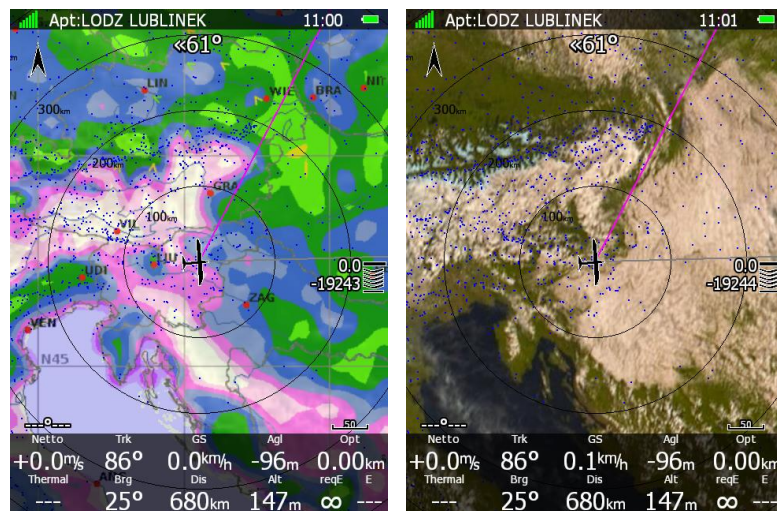 Apt:LODZ LUBLINEK 11:00
«61°
LIN
WIE
BRA
300km
200km
GRA
100km
VIL
LJU
0.0
-19243
UDI
ZAG
VEN
N45
---°---
50
Netto Trk GS Agl Opt
+0.0m/s 86° 0.0km/h -96m 0.00km
Thermal Brg Dis Alt reqE E
--- 25° 680km 147m ∞ ---
Apt:LODZ LUBLINEK 11:01
«61°
300km
200km
100km
0.0
-19244
---°---
50
Netto Trk GS Agl Opt
+0.0m/s 86° 0.1km/h -96m 0.00km
Thermal Brg Dis Alt reqE E
--- 25° 680km 147m ∞ ---